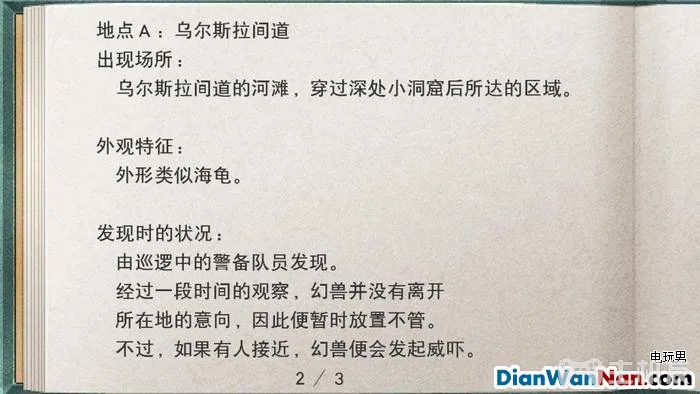 地点A：乌尔斯拉间道
出现场所：
乌尔斯拉间道的河滩，穿过深处小洞窟后所达的区域。
外观特征：
外形类似海龟。
发现时的状况：
由巡逻中的警备队员发现。
经过一段时间的观察，幻兽并没有离开
所在地的意向，因此便暂时放置不管。
不过，如果有人接近，幻兽便会发起威吓。
2 / 3
电玩男
DianWanNan.com